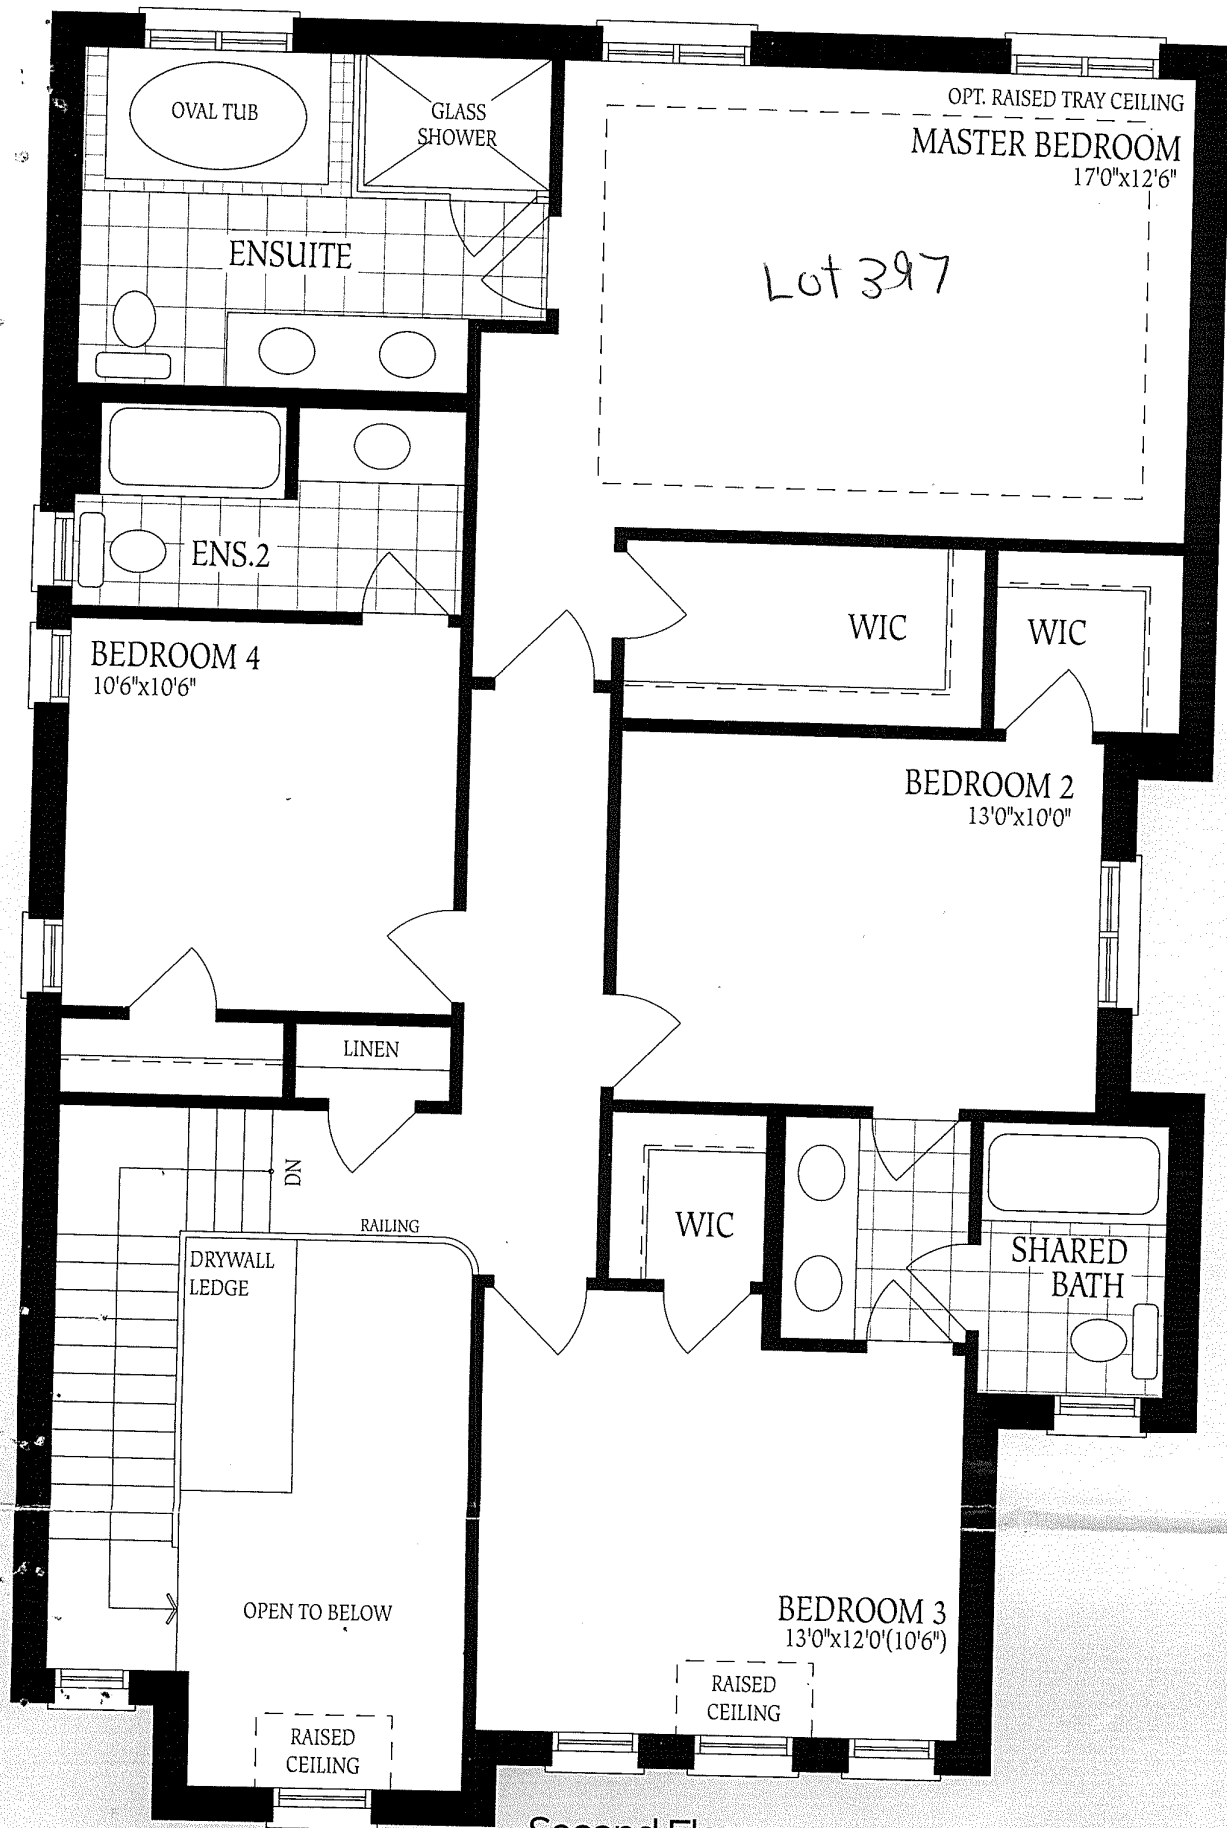 OVAL TUB
GLASS
SHOWER
OPT. RAISED TRAY CEILING
MASTER BEDROOM
17'0"x12'6"
ENSUITE
Lot 397
ENS.2
WIC
WIC
BEDROOM 4
10'6"x10'6"
BEDROOM 2
13'0"x10'0"
LINEN
DN
RAILING
WIC
SHARED
BATH
DRYWALL
LEDGE
OPEN TO BELOW
BEDROOM 3
13'0"x12'0'(10'6")
RAISED
CEILING
RAISED
CEILING
Second